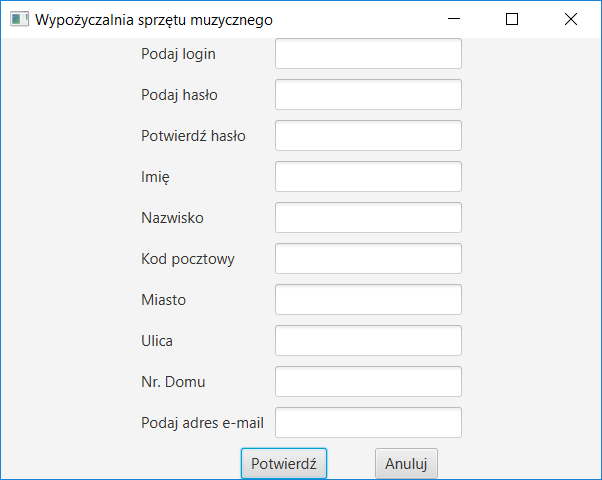 Wypożyczalnia sprzętu muzycznego
Podaj login
Podaj hasło
Potwierdź hasło
Imię
Nazwisko
Kod pocztowy
Miasto
Ulica
Nr. Domu
Podaj adres e-mail
Potwierdź Anuluj